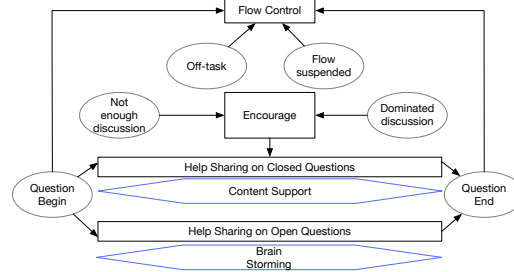 Flow Control
Off-task
Flow
suspended
Not
enough
discussion
Encourage
Dominated
discussion
Help Sharing on Closed Questions
Question
Begin
Content Support
Question
End
Help Sharing on Open Questions
Brain
Storming